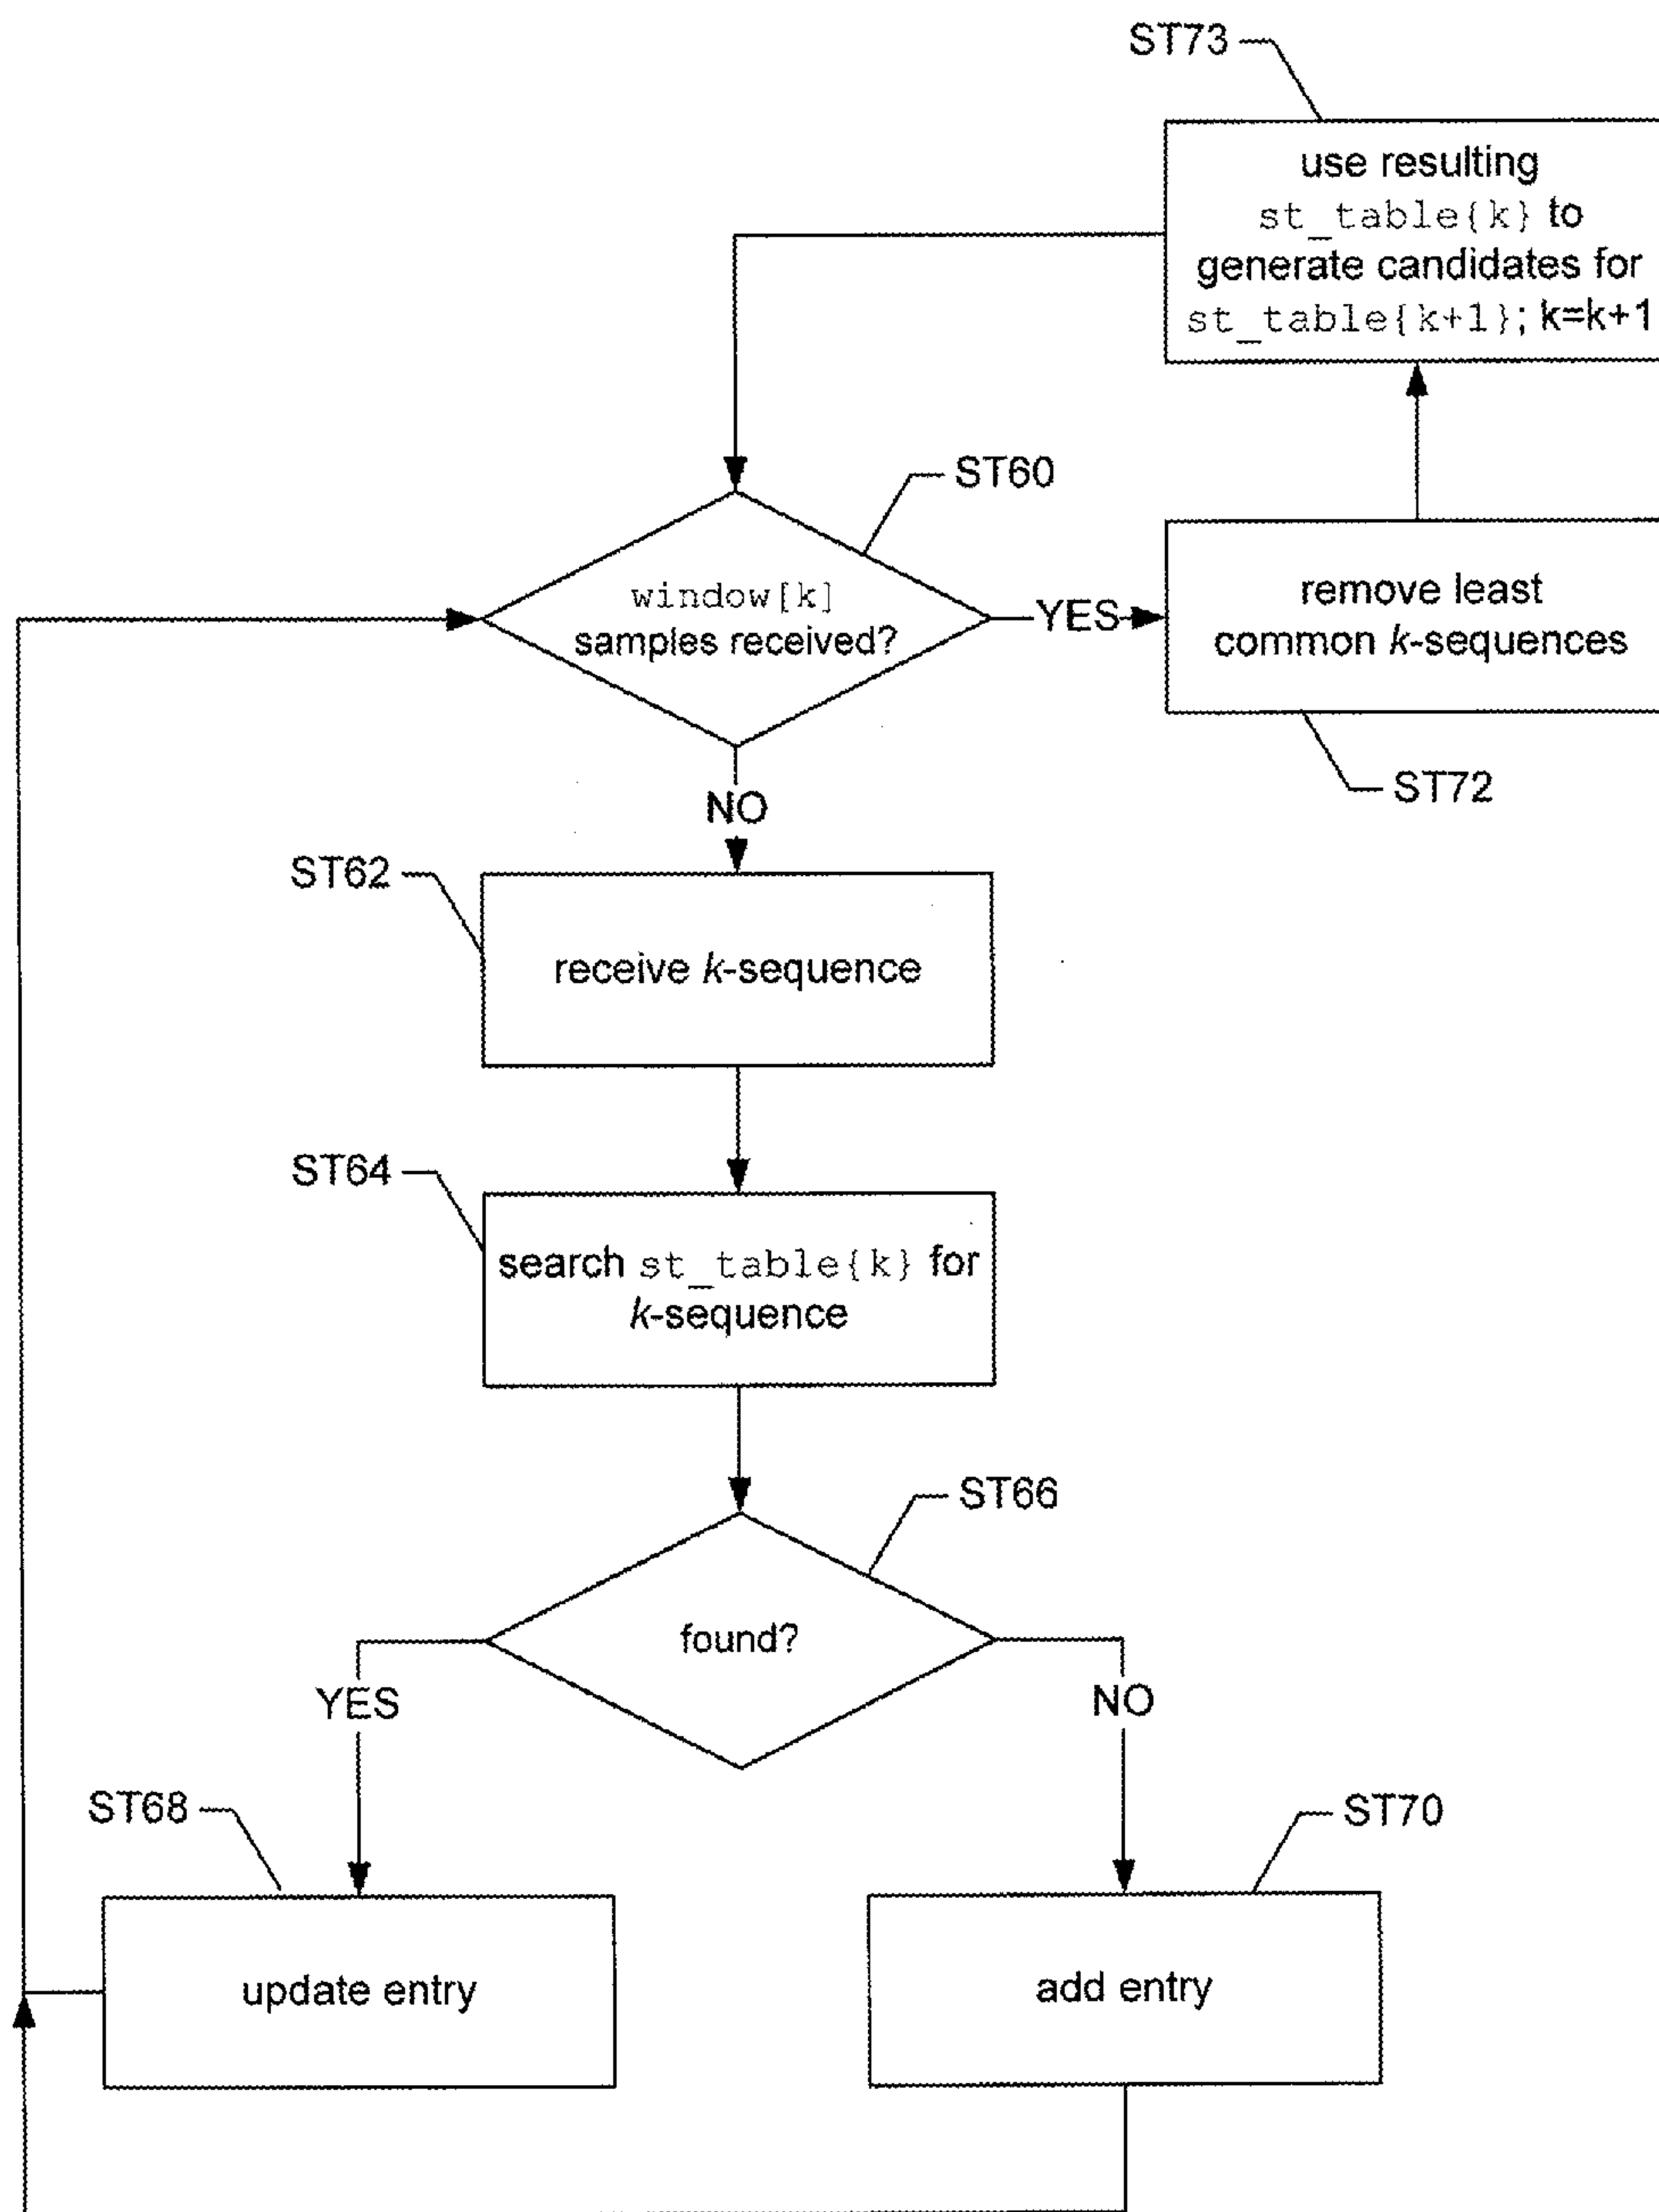 ST73
use resulting
st_table{k} to
generate candidates for
st_table{k+1}; k=k+1
ST60
window[k]
samples received?
YES
remove least
common k-sequences
ST72
NO
ST62
receive k-sequence
ST64
search st_table{k} for
k-sequence
ST66
found?
YES
NO
ST68
ST70
update entry
add entry